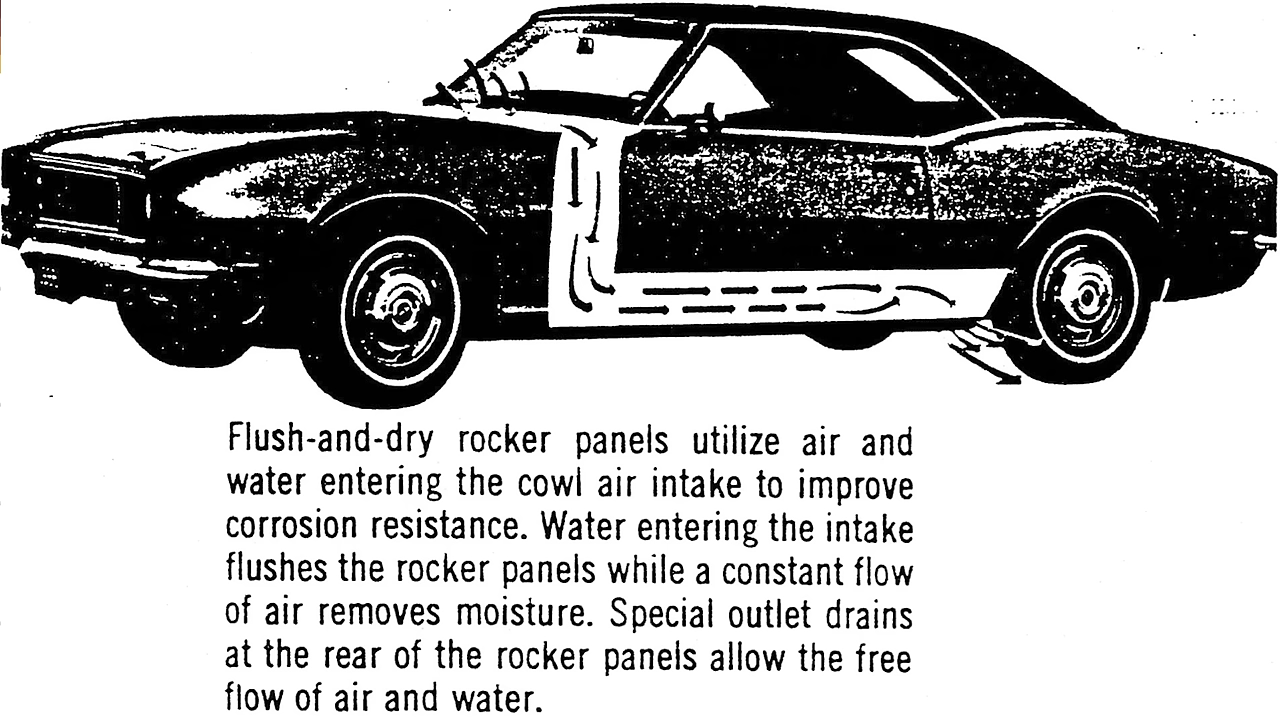 Flush-and-dry rocker panels utilize air and
water entering the cowl air intake to improve
corrosion resistance. Water entering the intake
flushes the rocker panels while a constant flow
of air removes moisture. Special outlet drains
at the rear of the rocker panels allow the free
flow of air and water.